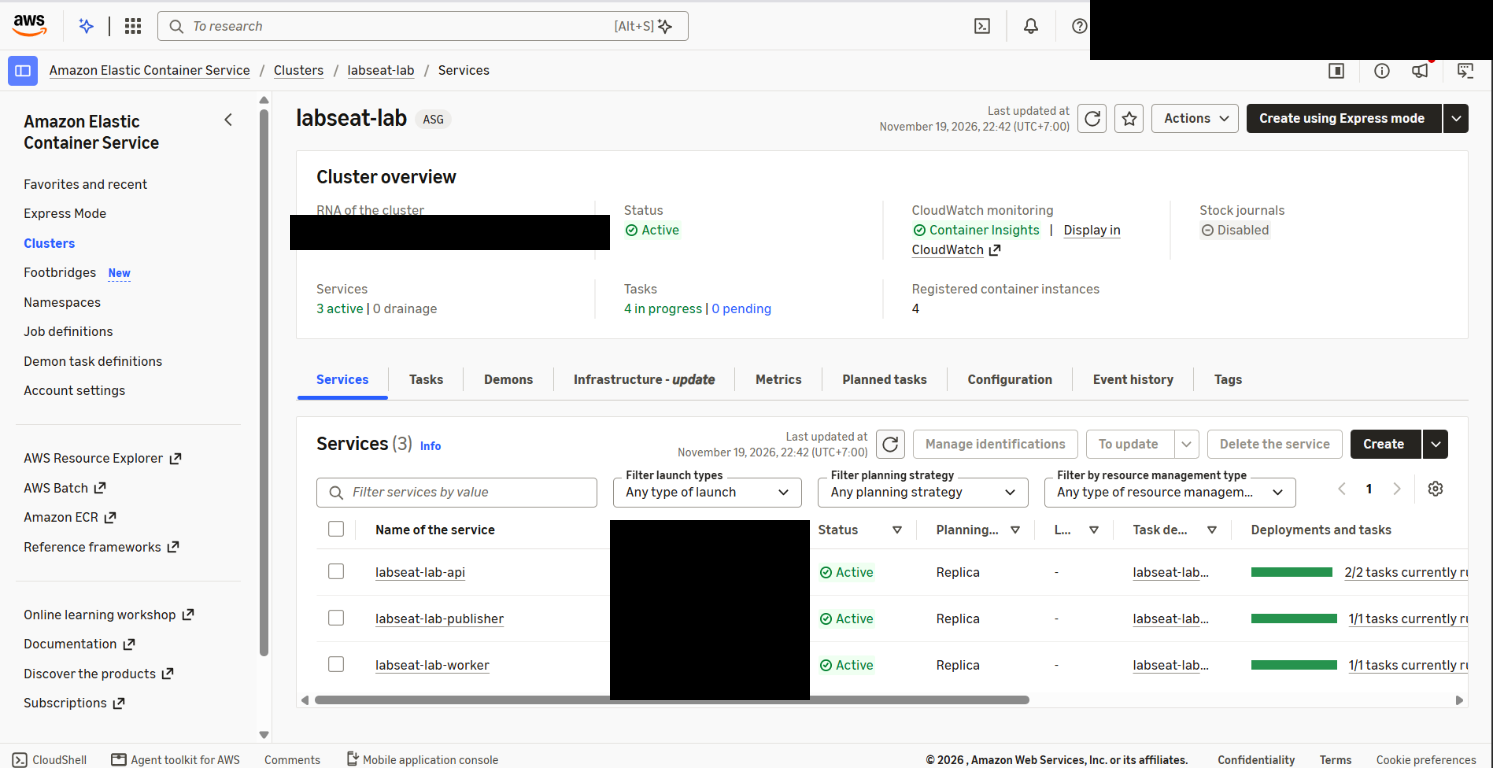 aws
To research
[Alt+S]
Amazon Elastic Container Service / Clusters / labseat-lab / Services
Amazon Elastic
Container Service
Favorites and recent
Express Mode
Clusters
Footbridges New
Namespaces
Job definitions
Demon task definitions
Account settings
AWS Resource Explorer
AWS Batch
Amazon ECR
Reference frameworks
Online learning workshop
Documentation
Discover the products
Subscriptions
labseat-lab ASG
Last updated at
November 19, 2026, 22:42 (UTC+7:00)
Actions
Create using Express mode
Cluster overview
RNA of the cluster
Status
Active
CloudWatch monitoring
Container Insights | Display in
CloudWatch
Stock journals
Disabled
Services
3 active | 0 drainage
Tasks
4 in progress | 0 pending
Registered container instances
4
Services
Tasks
Demons
Infrastructure - update
Metrics
Planned tasks
Configuration
Event history
Tags
Services (3) Info
Last updated at
November 19, 2026, 22:42 (UTC+7:00)
Manage identifications
To update
Delete the service
Create
Filter services by value
Filter launch types
Any type of launch
Filter planning strategy
Any planning strategy
Filter by resource management type
Any type of resource managem...
1
Name of the service Status Planning... L... Task de... Deployments and tasks
labseat-lab-api Active Replica - labseat-lab... 2/2 tasks currently ru
labseat-lab-publisher Active Replica - labseat-lab... 1/1 tasks currently ru
labseat-lab-worker Active Replica - labseat-lab... 1/1 tasks currently ru
CloudShell Agent toolkit for AWS Comments Mobile application console © 2026 , Amazon Web Services, Inc. or its affiliates. Confidentiality Terms Cookie preferences